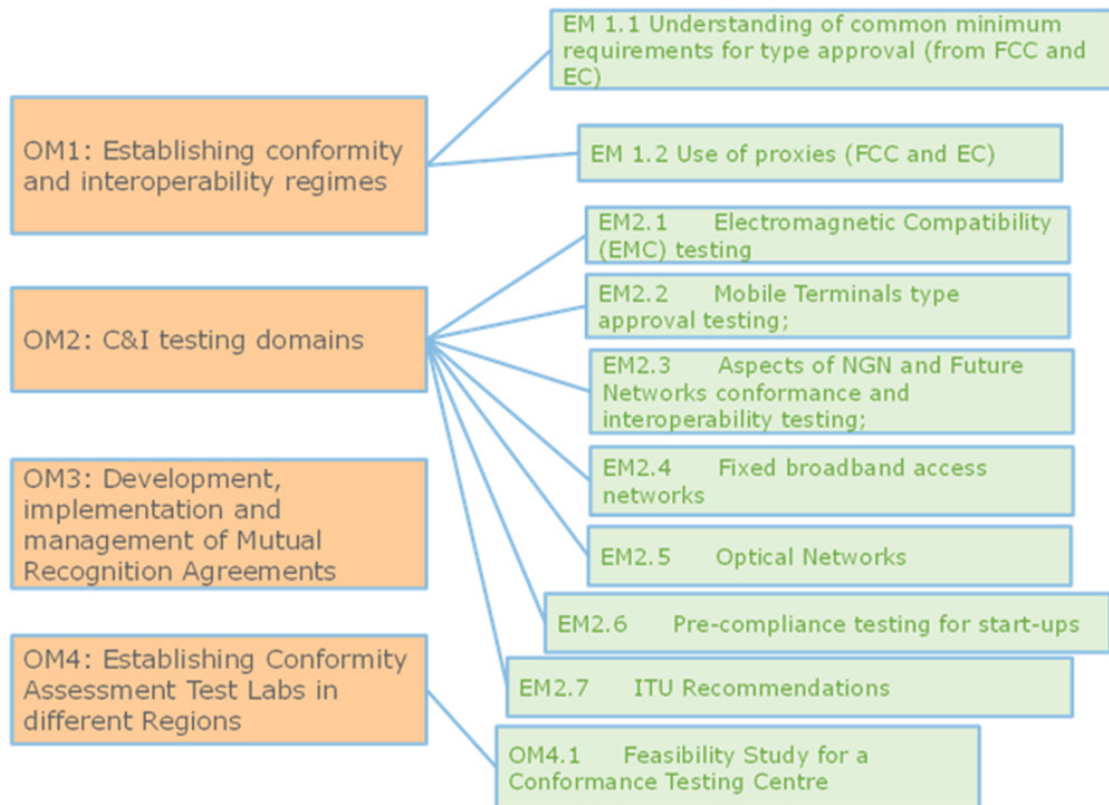 EM 1.1 Understanding of common minimum
requirements for type approval (from FCC and
EC)
OM1: Establishing conformity
and interoperability regimes
EM 1.2 Use of proxies (FCC and EC)
EM2.1 Electromagnetic Compatibility
(EMC) testing
EM2.2 Mobile Terminals type
approval testing;
OM2: C&I testing domains
EM2.3 Aspects of NGN and Future
Networks conformance and
interoperability testing;
EM2.4 Fixed broadband access
networks
OM3: Development,
implementation and
management of Mutual
Recognition Agreements
EM2.5 Optical Networks
EM2.6 Pre-compliance testing for start-ups
OM4: Establishing Conformity
Assessment Test Labs in
different Regions
EM2.7 ITU Recommendations
OM4.1 Feasibility Study for a
Conformance Testing Centre